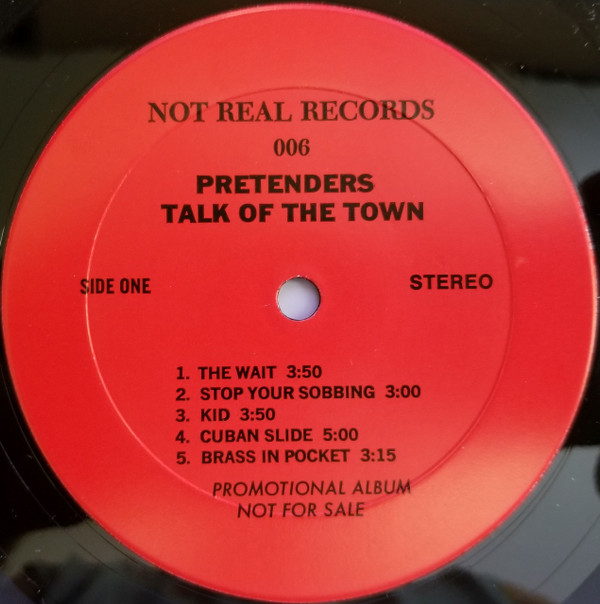 NOT REAL RECORDS
006
PRETENDERS
TALK OF THE TOWN
SIDE ONE
STEREO
1. THE WAIT 3:50
2. STOP YOUR SOBBING 3:00
3. KID 3:50
4. CUBAN SLIDE 5:00
5. BRASS IN POCKET 3:15
PROMOTIONAL ALBUM
NOT FOR SALE